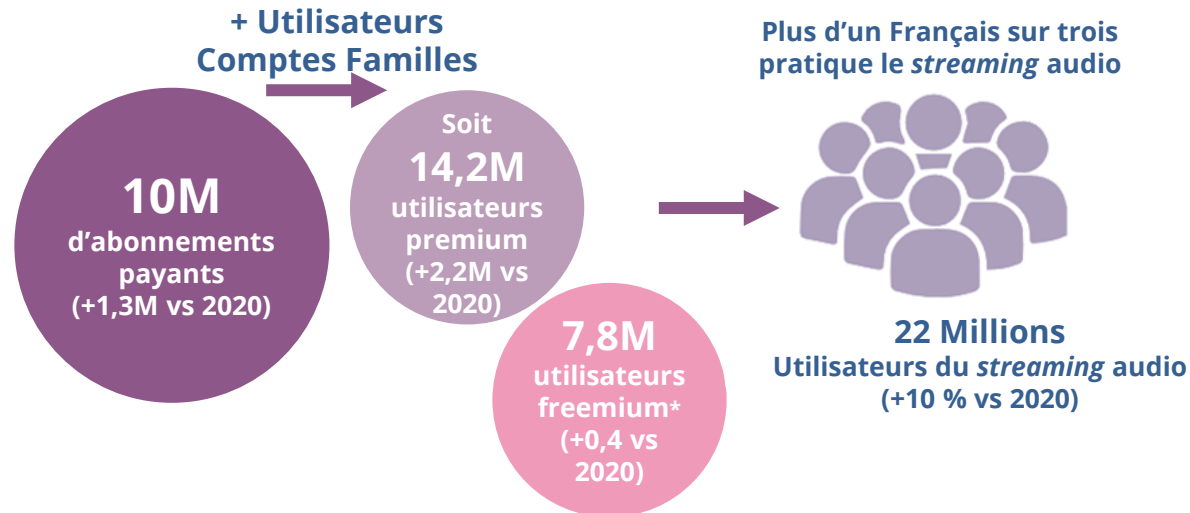 + Utilisateurs
Comptes Familles
10M
d’abonnements
payants
(+1,3M vs 2020)
Soit
14,2M
utilisateurs
premium
(+2,2M vs
2020)
7,8M
utilisateurs
freemium*
(+0,4 vs
2020)
Plus d’un Français sur trois
pratique le streaming audio
22 Millions
Utilisateurs du streaming audio
(+10 % vs 2020)